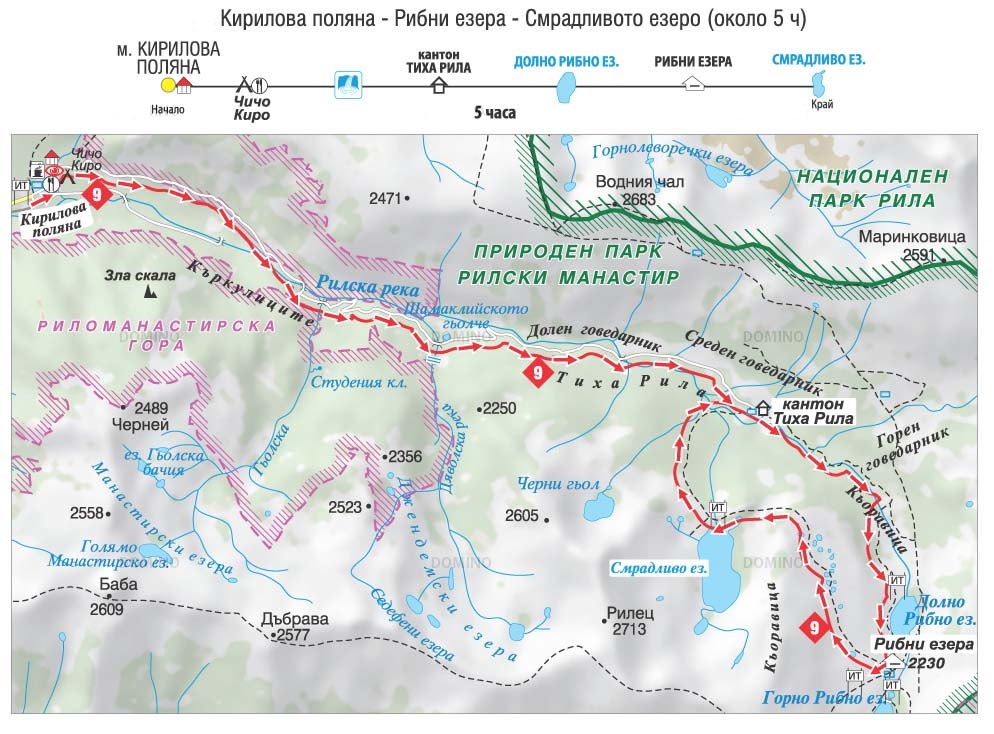 Кирилова поляна - Рибни езера - Смрадливото езеро (около 5 ч)
м. КИРИЛОВА
ПОЛЯНА
Начало
Чичо
Киро
кантон
ТИХА РИЛА
ДОЛНО РИБНО ЕЗ.
РИБНИ ЕЗЕРА
СМРАДЛИВО ЕЗ.
Край
5 часа
Чичо
Киро
ИТ
9
Кирилова
поляна
2471
Горнолеворечки езера
Водния чал
2683
НАЦИОНАЛЕН
ПАРК РИЛА
Маринковица
2591
ПРИРОДЕН ПАРК
РИЛСКИ МАНАСТИР
Зла скала
Къркулиците
Рилска река
Шамаклийското
гьолче
РИЛОМАНАСТИРСКА
ГОРА
DOMINO
DOMINO
DOMINO
Долен говедарник
Среден говедарник
9
Тиха Рила
Студения кл.
кантон
Тиха Рила
2489
Черней
2250
Горен
говедарник
Гьолска
Дяволска река
2356
ез. Гьолска
бачия
Манастирски езера
Джендемски езера
Черни гьол
2523
2605
2558
Кьоравица
ИТ
Голямо
Манастирско ез.
DOMINO
DOMINO
DOMINO
Смрадливо ез.
ИТ
Баба
2609
Седефени езера
Кьоравица
Долно
Рибно ез.
Дъбрава
2577
Рилец
2713
9
Рибни езера
2230
ИТ
ИТ
Горно Рибно ез.
ИТ